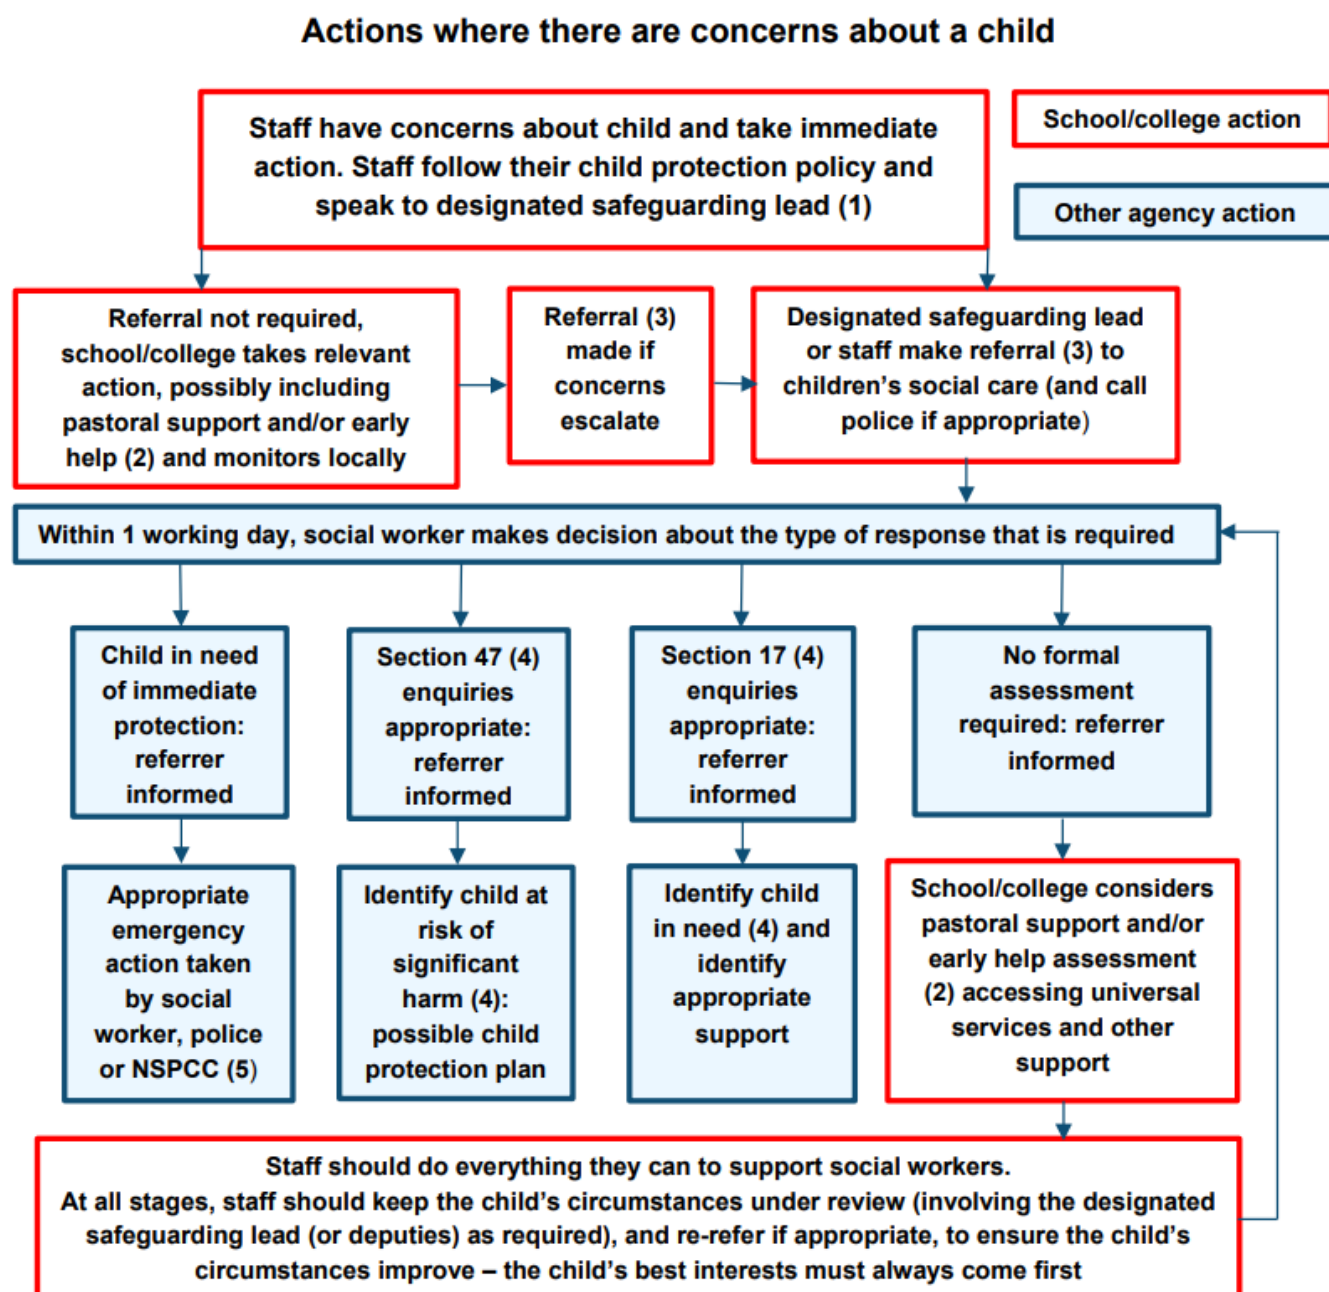 Actions where there are concerns about a child
Staff have concerns about child and take immediate
action. Staff follow their child protection policy and
speak to designated safeguarding lead (1)
School/college action
Other agency action
Referral not required,
school/college takes relevant
action, possibly including
pastoral support and/or early
help (2) and monitors locally
Referral (3)
made if
concerns
escalate
Designated safeguarding lead
or staff make referral (3) to
children’s social care (and call
police if appropriate)
Within 1 working day, social worker makes decision about the type of response that is required
Child in need
of immediate
protection:
referrer
informed
Section 47 (4)
enquiries
appropriate:
referrer
informed
Section 17 (4)
enquiries
appropriate:
referrer
informed
No formal
assessment
required: referrer
informed
Appropriate
emergency
action taken
by social
worker, police
or NSPCC (5)
Identify child at
risk of
significant
harm (4):
possible child
protection plan
Identify child
in need (4) and
identify
appropriate
support
School/college considers
pastoral support and/or
early help assessment
(2) accessing universal
services and other
support
Staff should do everything they can to support social workers.
At all stages, staff should keep the child’s circumstances under review (involving the designated
safeguarding lead (or deputies) as required), and re-refer if appropriate, to ensure the child’s
circumstances improve – the child’s best interests must always come first